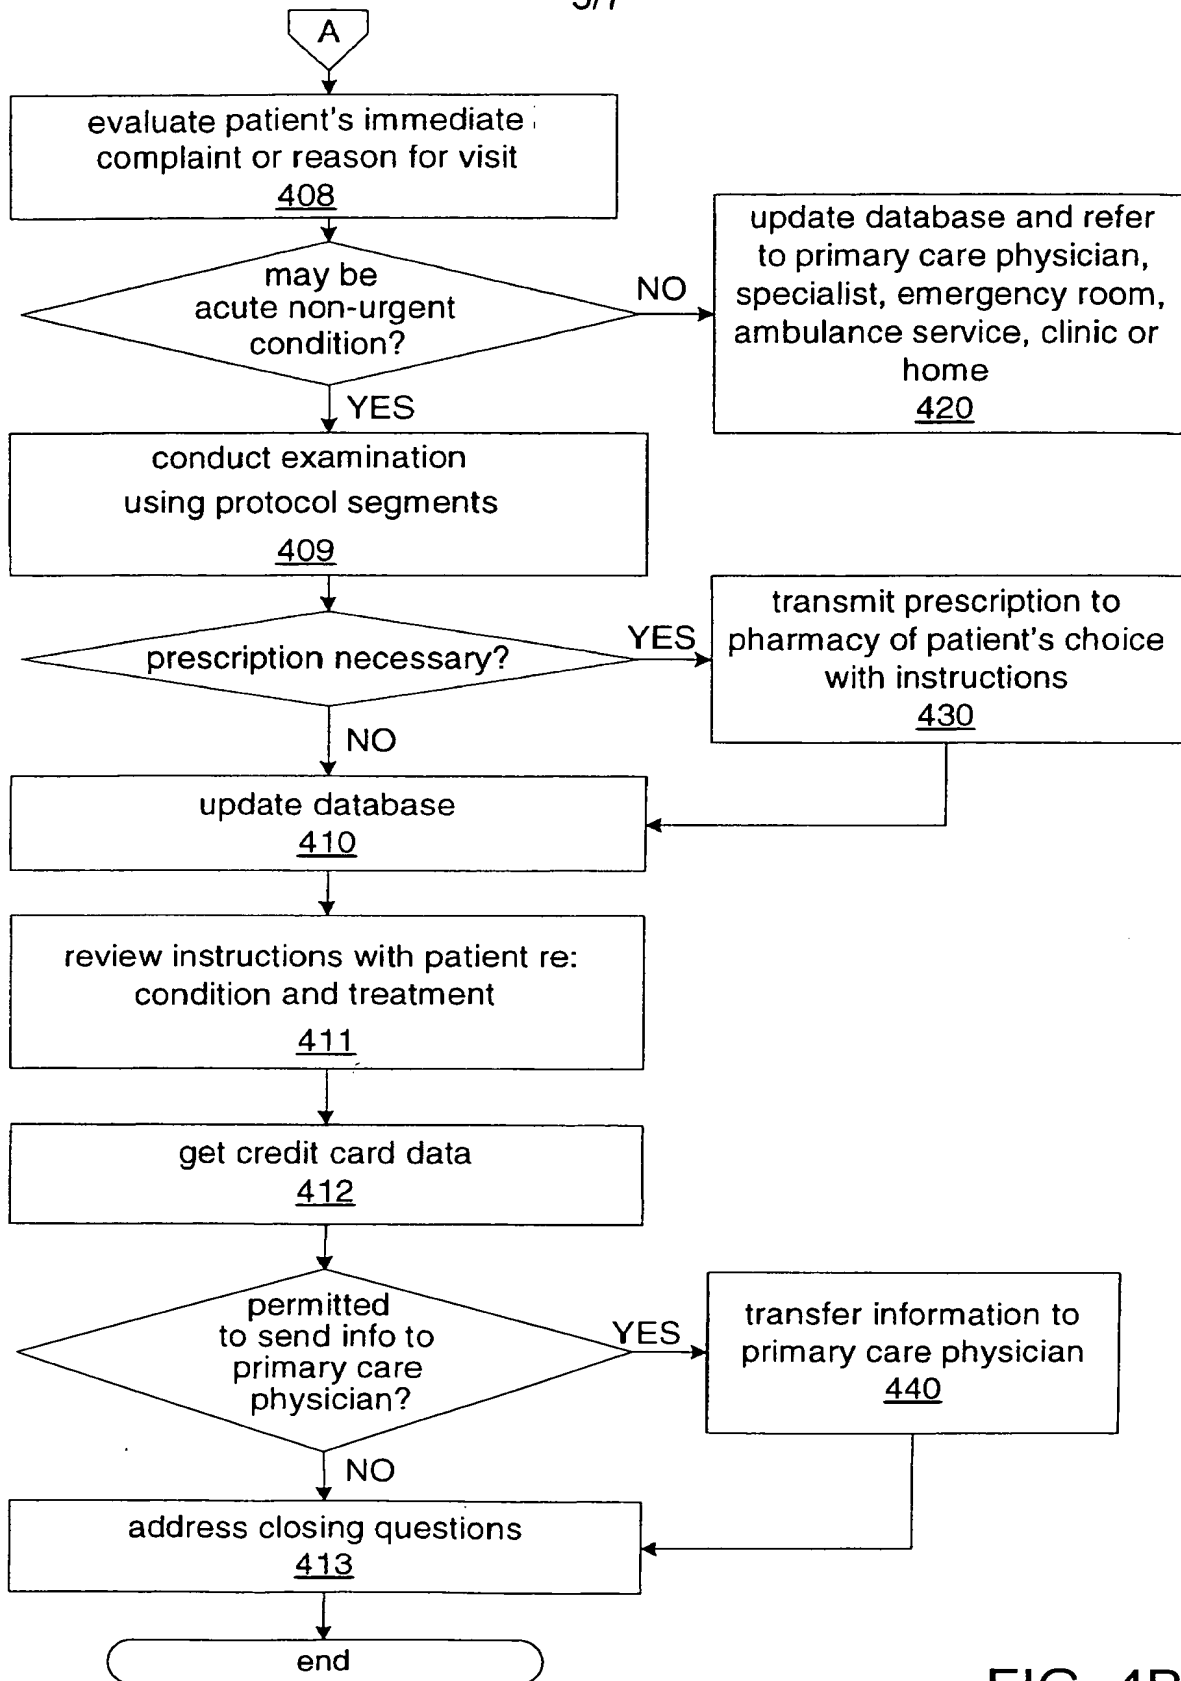 A
evaluate patient's immediate
complaint or reason for visit
408
may be
acute non-urgent
condition?
NO
update database and refer
to primary care physician,
specialist, emergency room,
ambulance service, clinic or
home
420
YES
conduct examination
using protocol segments
409
prescription necessary?
YES
transmit prescription to
pharmacy of patient's choice
with instructions
430
NO
update database
410
review instructions with patient re:
condition and treatment
411
get credit card data
412
permitted
to send info to
primary care
physician?
YES
transfer information to
primary care physician
440
NO
address closing questions
413
end